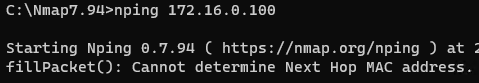 C:\Nmap7.94>nping 172.16.0.100
Starting Nping 0.7.94 ( https://nmap.org/nping ) at 2
fillPacket(): Cannot determine Next Hop MAC address.